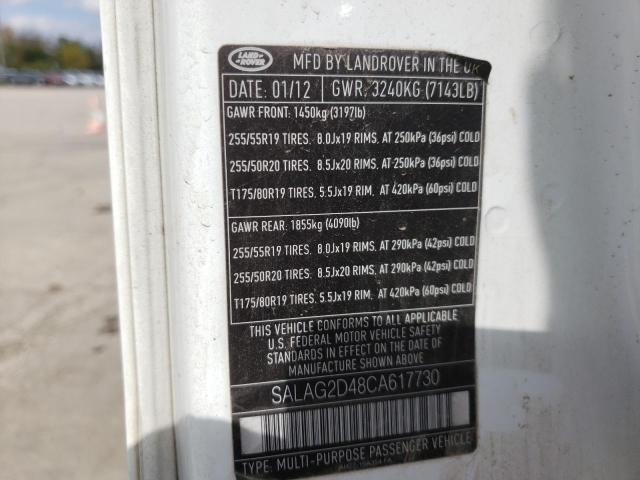 LAND
ROVER
MFD BY LANDROVER IN THE UK
DATE: 01/12 GWR: 3240KG (7143LB)
GAWR FRONT: 1450kg (3197lb)
255/55R19 TIRES, 8.0Jx19 RIMS, AT 250kPa (36psi) COLD
255/50R20 TIRES, 8.5Jx20 RIMS, AT 250kPa (36psi) COLD
T175/80R19 TIRES, 5.5Jx19 RIM, AT 420kPa (60psi) COLD
GAWR REAR: 1855kg (4090lb)
255/55R19 TIRES, 8.0Jx19 RIMS, AT 290kPa (42psi) COLD
255/50R20 TIRES, 8.5Jx20 RIMS, AT 290kPa (42psi) COLD
T175/80R19 TIRES, 5.5Jx19 RIM, AT 420kPa (60psi) COLD
THIS VEHICLE CONFORMS TO ALL APPLICABLE
U.S. FEDERAL MOTOR VEHICLE SAFETY
STANDARDS IN EFFECT ON THE DATE OF
MANUFACTURE SHOWN ABOVE
SALAG2D48CA617730
TYPE: MULTI-PURPOSE PASSENGER VEHICLE